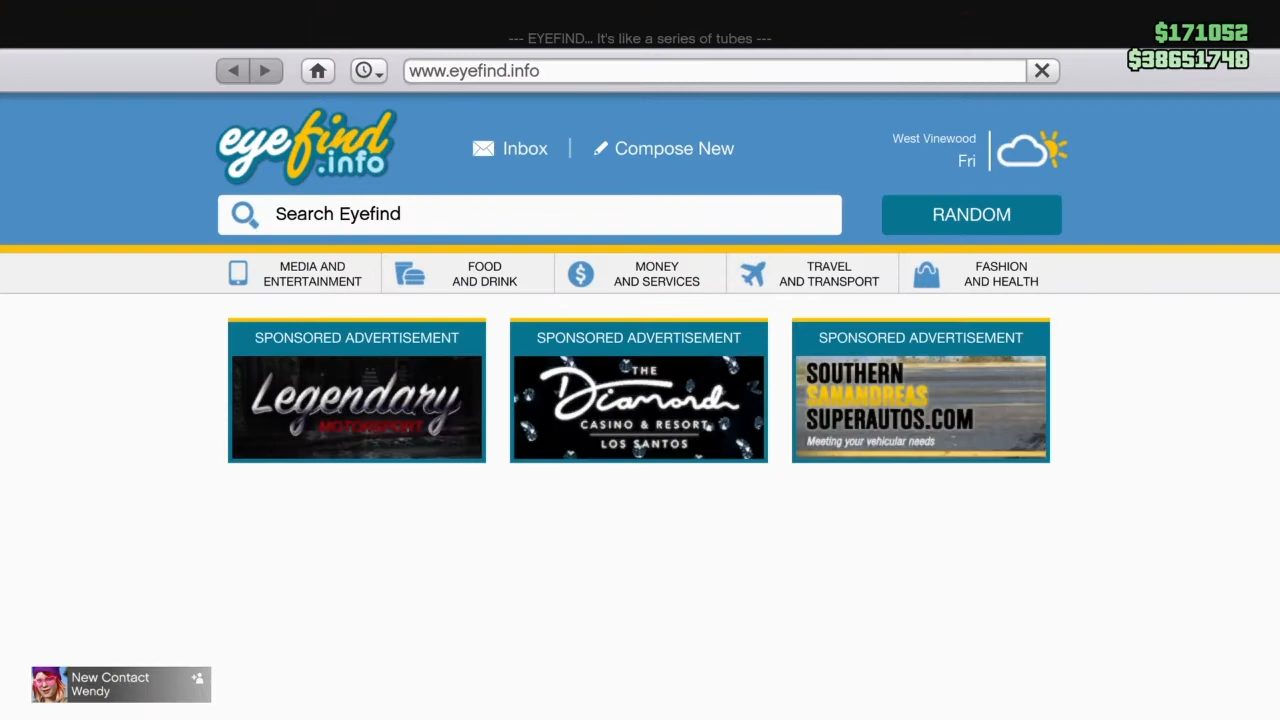 --- EYEFIND... It's like a series of tubes ---
$171052
$38651748
www.eyefind.info
eyefind
.info
Inbox
Compose New
West Vinewood
Fri
Search Eyefind
RANDOM
MEDIA AND
ENTERTAINMENT
FOOD
AND DRINK
MONEY
AND SERVICES
TRAVEL
AND TRANSPORT
FASHION
AND HEALTH
SPONSORED ADVERTISEMENT
Legendary
MOTORSPORT
SPONSORED ADVERTISEMENT
THE
Diamond
CASINO & RESORT
LOS SANTOS
SPONSORED ADVERTISEMENT
SOUTHERN
SANANDREAS
SUPERAUTOS.COM
Meeting your vehicular needs
New Contact
Wendy